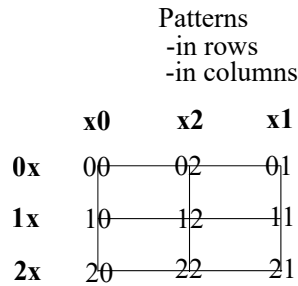 Patterns
-in rows
-in columns
x0 x2 x1
0x 00 02 01
1x 10 12 11
2x 20 22 21